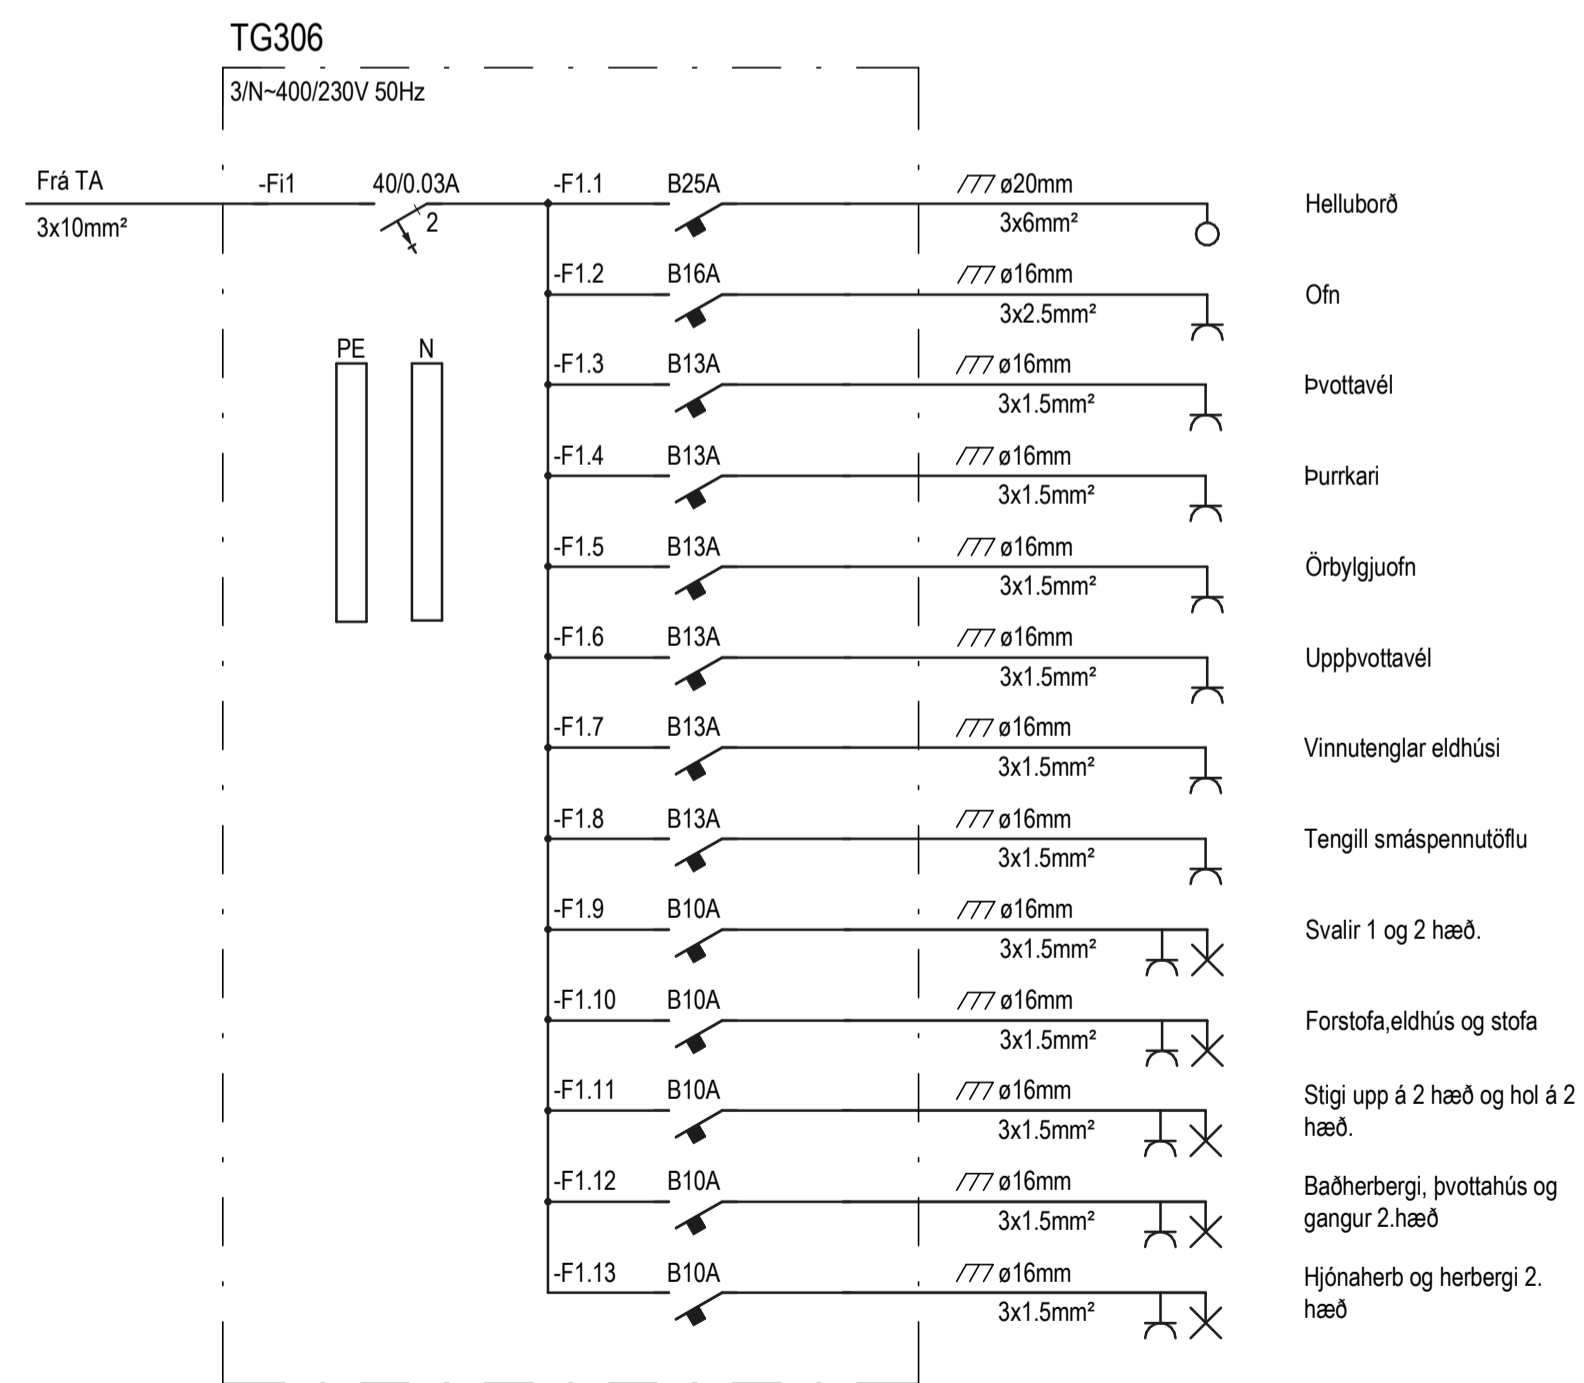 TG306
3/N~400/230V 50Hz
Frá TA
3x10mm²
-Fi1
40/0.03A
2
PE
N
-F1.1 B25A ø20mm
3x6mm²
Helluborð
-F1.2 B16A ø16mm
3x2.5mm²
Ofn
-F1.3 B13A ø16mm
3x1.5mm²
Þvottavél
-F1.4 B13A ø16mm
3x1.5mm²
Þurrkari
-F1.5 B13A ø16mm
3x1.5mm²
Örbylgjuofn
-F1.6 B13A ø16mm
3x1.5mm²
Uppþvottavél
-F1.7 B13A ø16mm
3x1.5mm²
Vinnutenglar eldhúsi
-F1.8 B13A ø16mm
3x1.5mm²
Tengill smáspennutöflu
-F1.9 B10A ø16mm
3x1.5mm²
Svalir 1 og 2 hæð.
-F1.10 B10A ø16mm
3x1.5mm²
Forstofa,eldhús og stofa
-F1.11 B10A ø16mm
3x1.5mm²
Stigi upp á 2 hæð og hol á 2
hæð.
-F1.12 B10A ø16mm
3x1.5mm²
Baðherbergi, þvottahús og
gangur 2.hæð
-F1.13 B10A ø16mm
3x1.5mm²
Hjónaherb og herbergi 2.
hæð